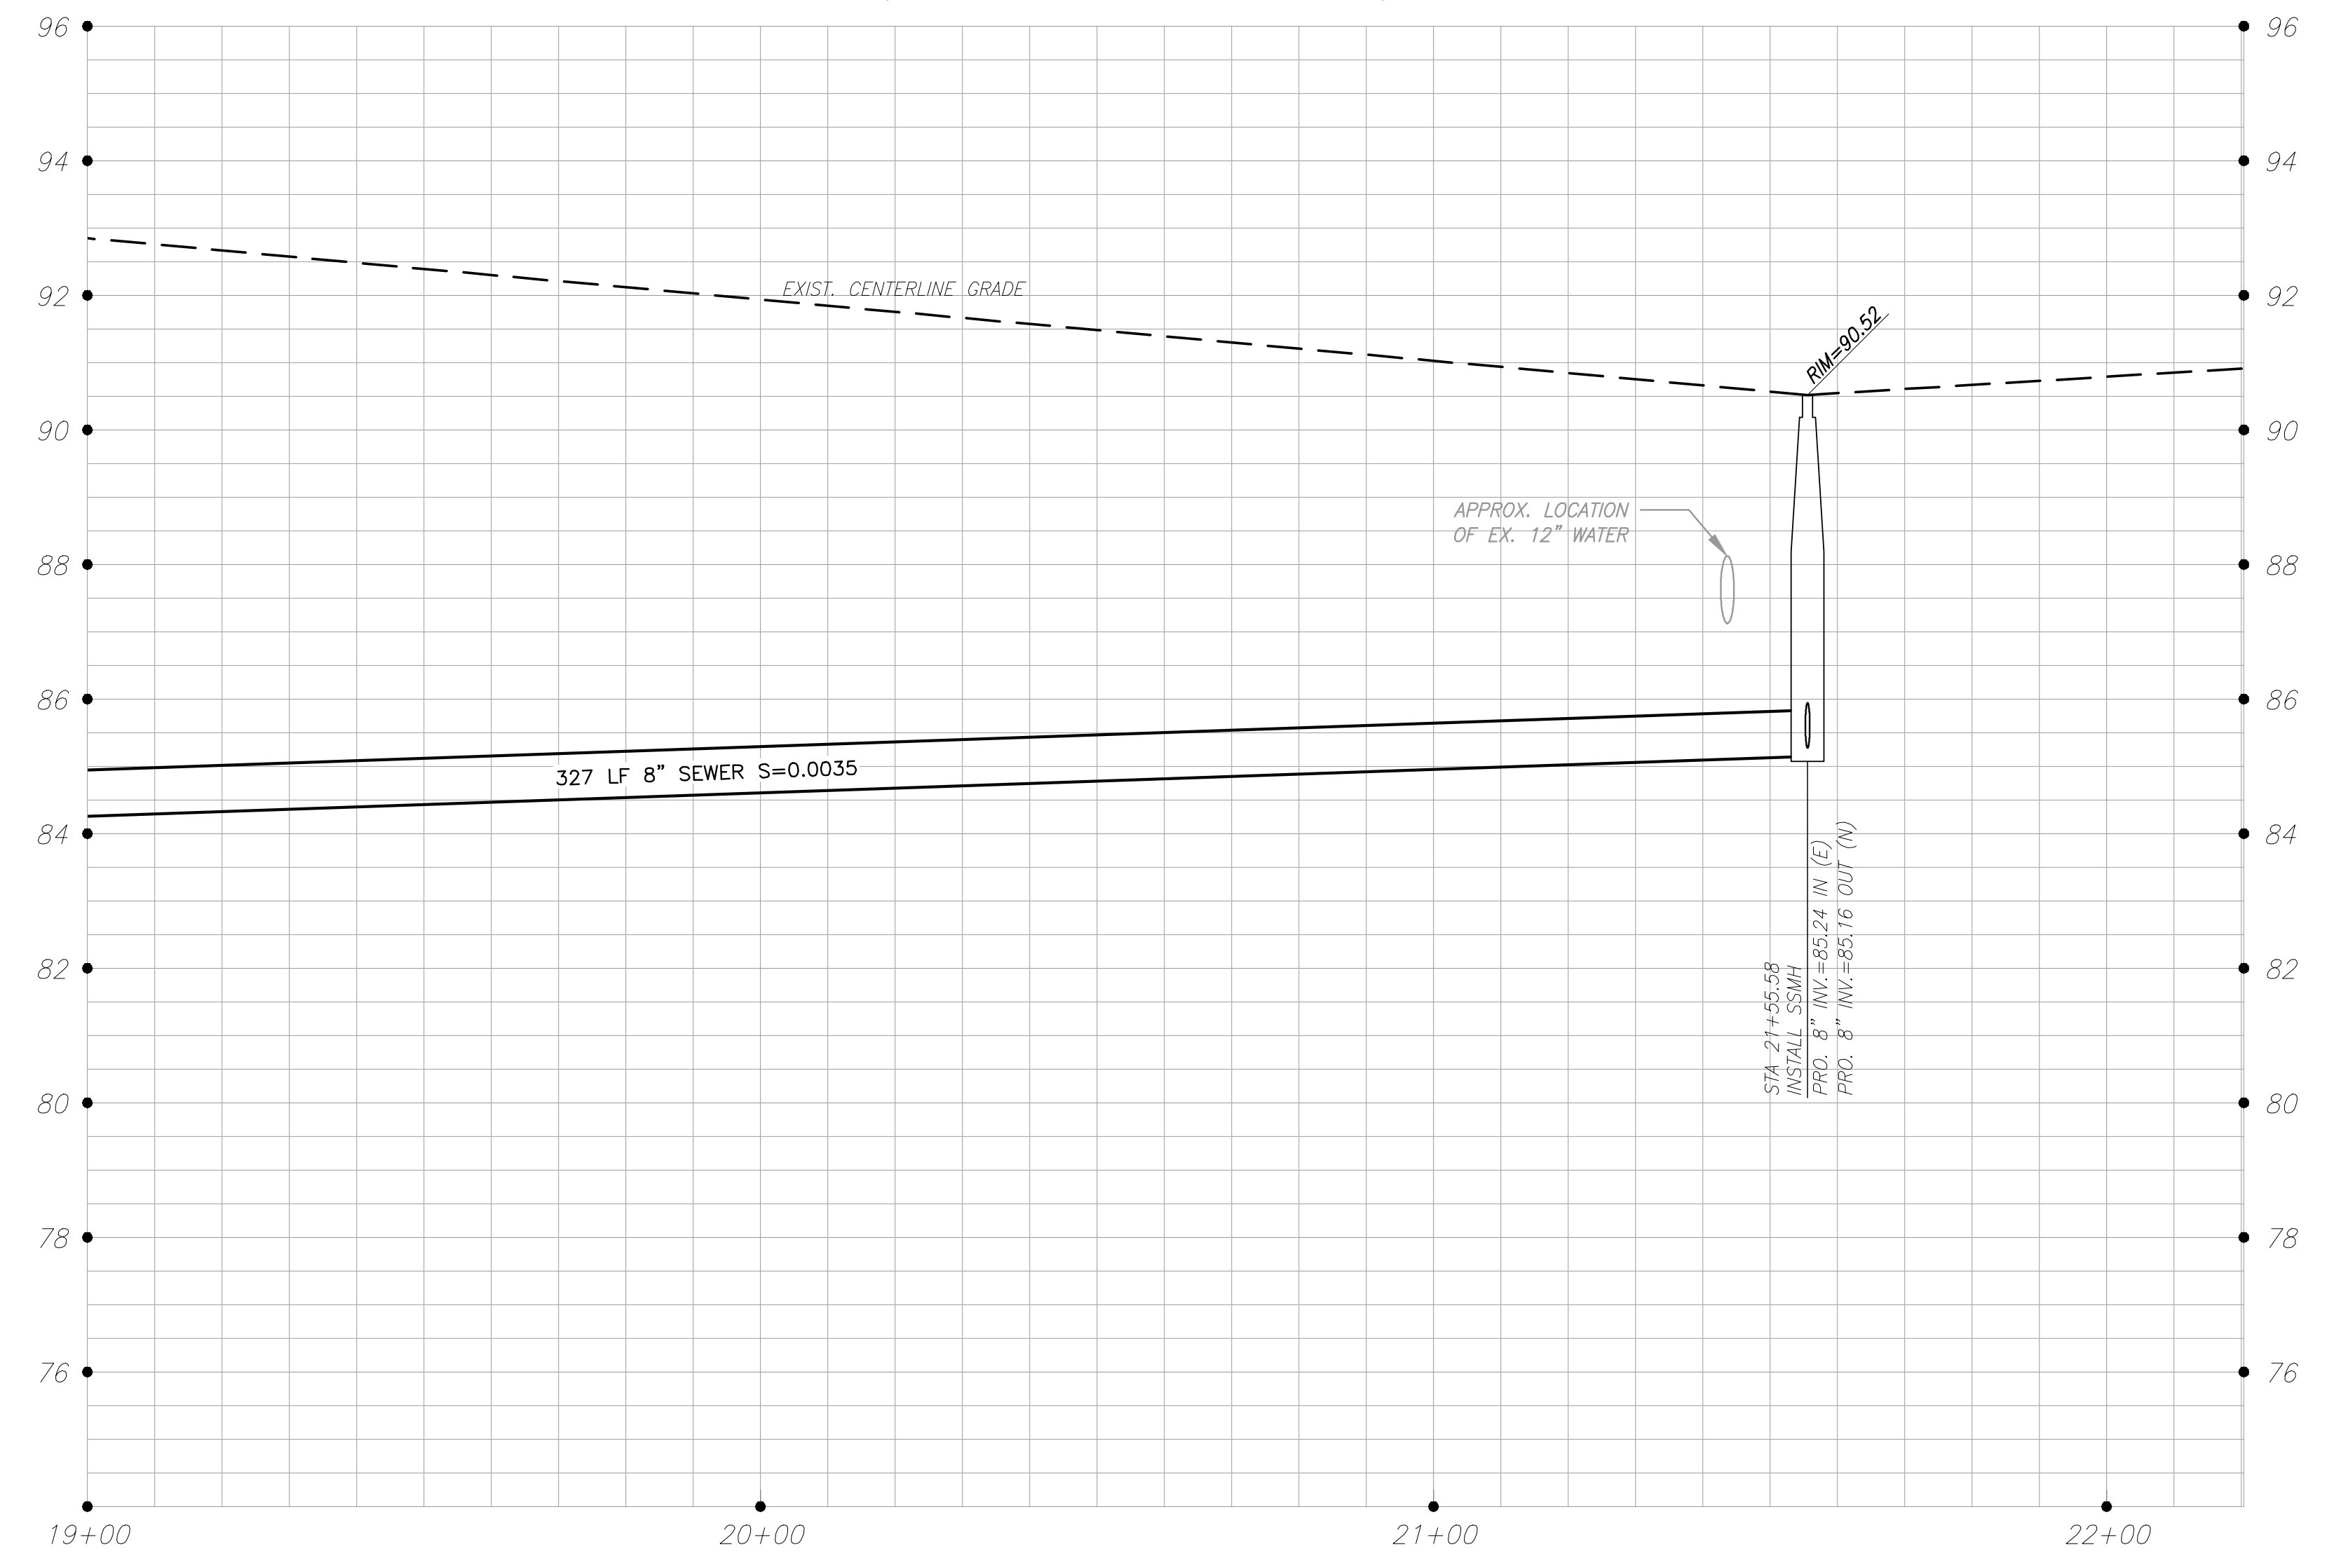 96 96
94 94
92 92
EXIST. CENTERLINE GRADE
RIM=90.52
90 90
APPROX. LOCATION
OF EX. 12" WATER
88 88
86 86
327 LF 8" SEWER S=0.0035
84 84
STA 21+55.58
INSTALL SSMH
PRO. 8" INV.=85.24 IN (E)
PRO. 8" INV.=85.16 OUT (N)
82 82
80 80
78 78
76 76
19+00 20+00 21+00 22+00